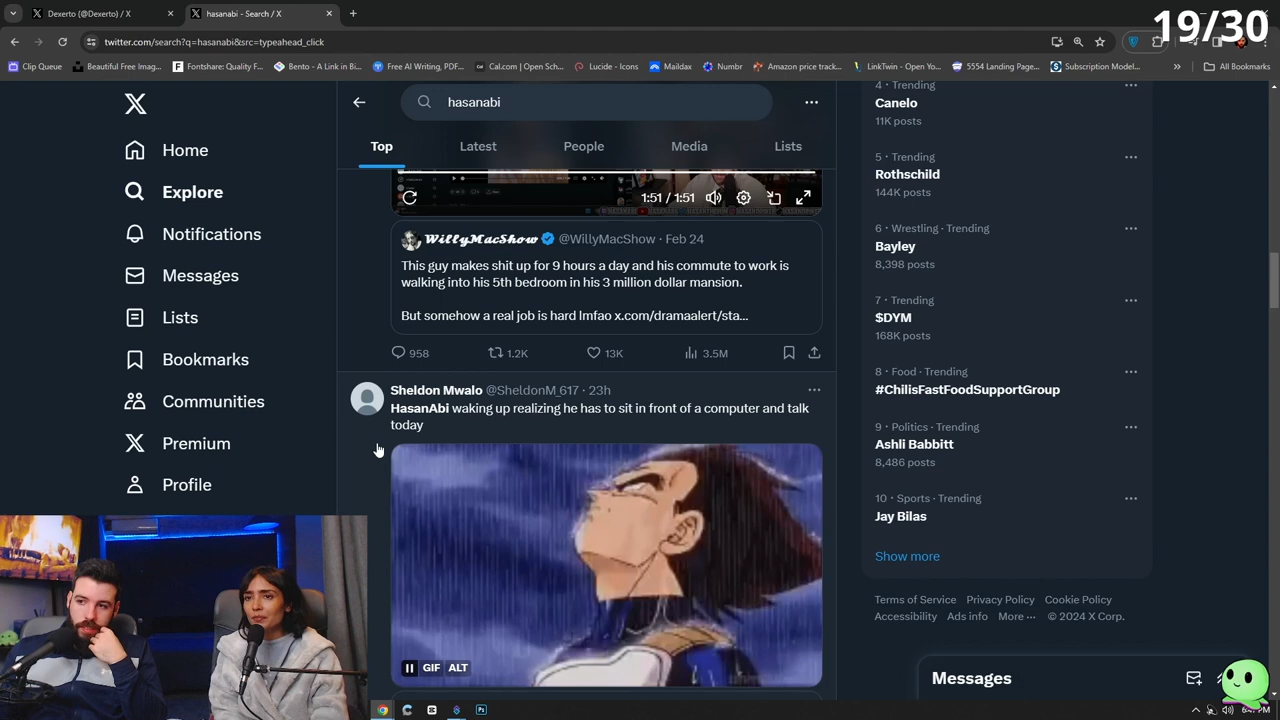 Dexerto (@Dexerto) / X
hasanabi - Search / X
19/30
twitter.com/search?q=hasanabi&src=typeahead_click
Clip Queue
Beautiful Free Imag...
Fontshare: Quality F...
Bento - A Link in Bi...
Free AI Writing, PDF...
Cal.com | Open Sch...
Lucide - Icons
Maildax
Numbr
Amazon price track...
LinkTwin - Open Yo...
5554 Landing Page...
Subscription Model...
All Bookmarks
Home
Explore
Notifications
Messages
Lists
Bookmarks
Communities
Premium
Profile
hasanabi
Top
Latest
People
Media
Lists
1:51 / 1:51
WillyMacShow @WillyMacShow · Feb 24
This guy makes shit up for 9 hours a day and his commute to work is
walking into his 5th bedroom in his 3 million dollar mansion.
But somehow a real job is hard lmfao x.com/dramaalert/sta...
958
1.2K
13K
3.5M
Sheldon Mwalo @SheldonM_617 · 23h
HasanAbi waking up realizing he has to sit in front of a computer and talk
today
GIF
ALT
4 · Trending
Canelo
11K posts
5 · Trending
Rothschild
144K posts
6 · Wrestling · Trending
Bayley
8,398 posts
7 · Trending
$DYM
168K posts
8 · Food · Trending
#ChilisFastFoodSupportGroup
9 · Politics · Trending
Ashli Babbitt
8,486 posts
10 · Sports · Trending
Jay Bilas
Show more
Terms of Service Privacy Policy Cookie Policy
Accessibility Ads info More ··· © 2024 X Corp.
Messages